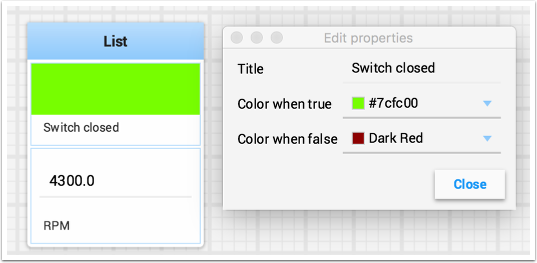 List
Switch closed
4300.0
RPM
Edit properties
Title Switch closed
Color when true #7cfc00
Color when false Dark Red
Close